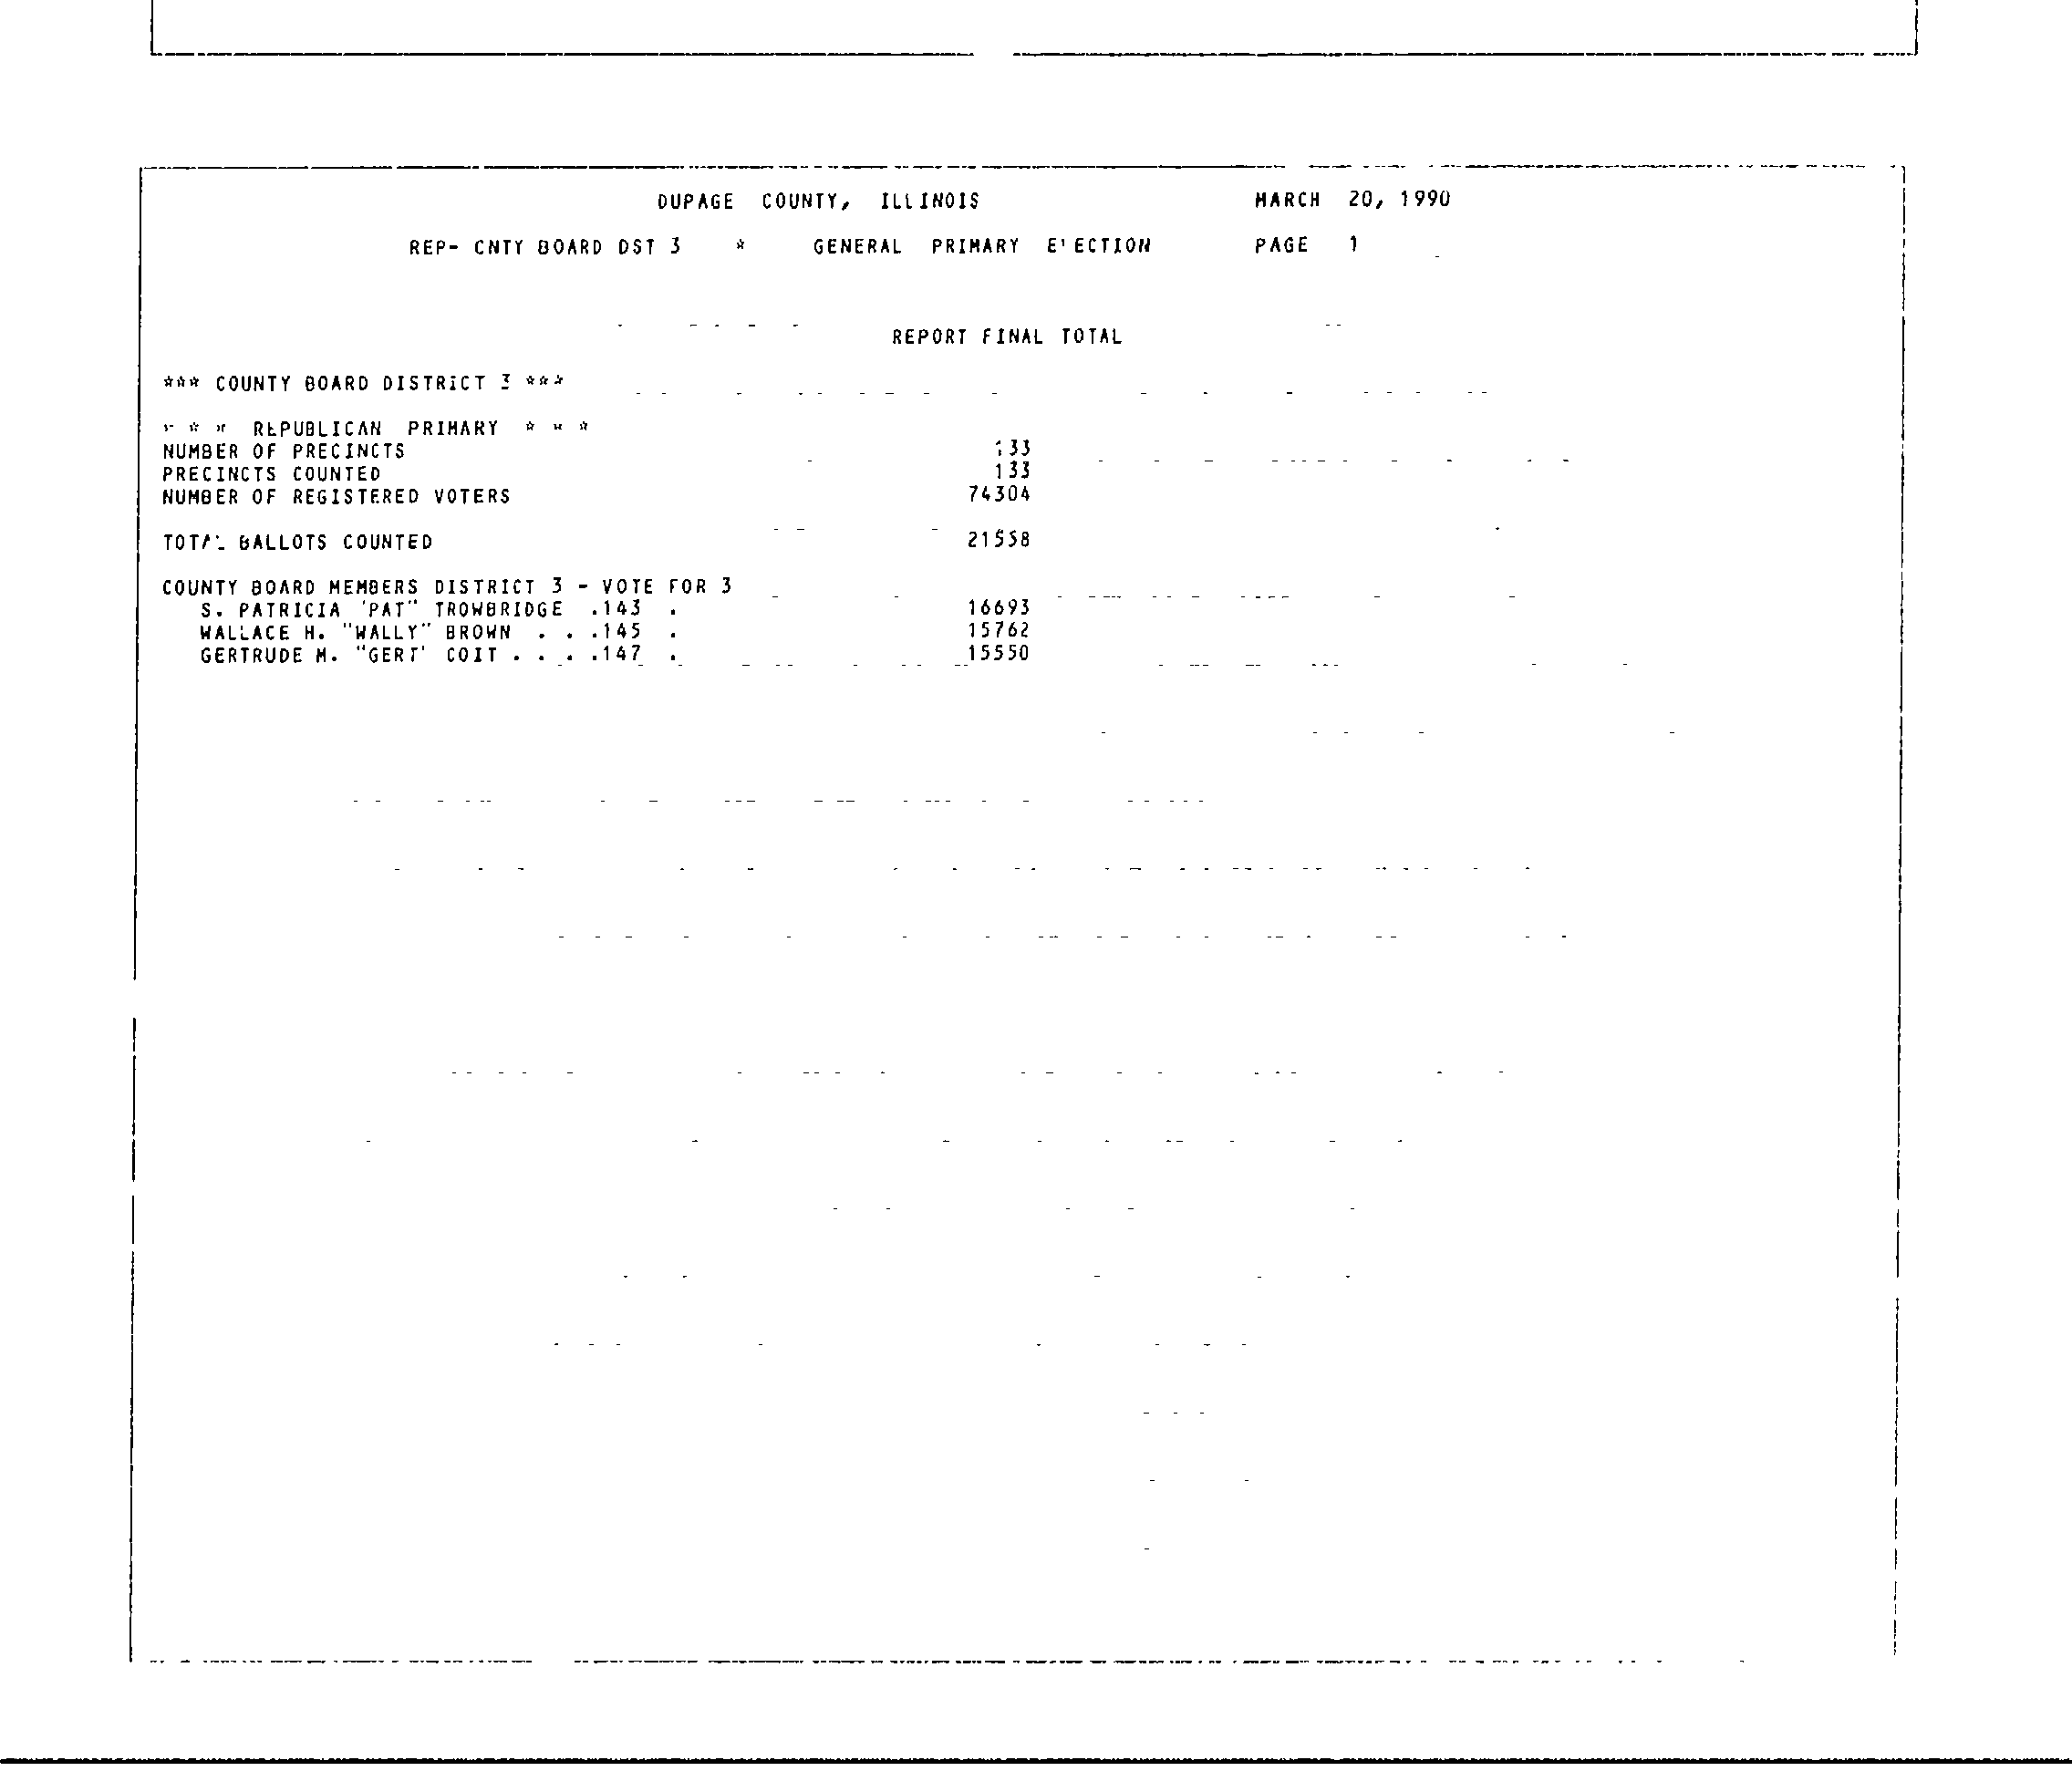 DUPAGE COUNTY, ILLINOIS MARCH 20, 1990
REP- CNTY BOARD DST 3 * GENERAL PRIMARY E'ECTION PAGE 1
REPORT FINAL TOTAL
*** COUNTY BOARD DISTRICT 3 ***
* * * REPUBLICAN PRIMARY * * *
NUMBER OF PRECINCTS 133
PRECINCTS COUNTED 133
NUMBER OF REGISTERED VOTERS 74304
TOTAL BALLOTS COUNTED 21558
COUNTY BOARD MEMBERS DISTRICT 3 - VOTE FOR 3
S. PATRICIA 'PAT" TROWBRIDGE .143 . 16693
WALLACE H. "WALLY" BROWN . . .145 . 15762
GERTRUDE M. "GERT' COIT . . . .147 . 15550